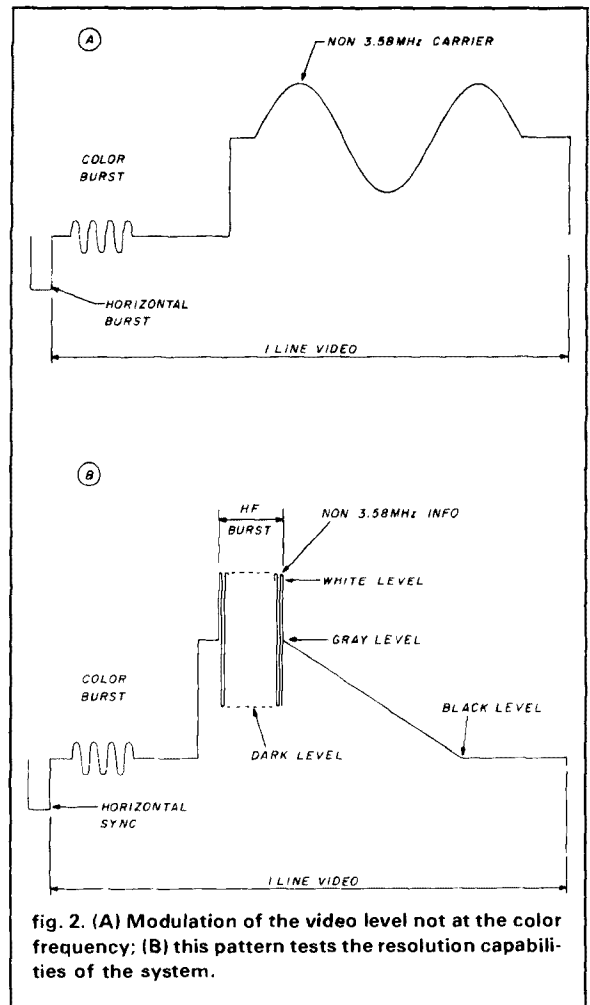 A
NON 3.58MHz CARRIER
COLOR
BURST
HORIZONTAL
BURST
1 LINE VIDEO
B
HF
BURST
NON 3.58MHz INFO
WHITE LEVEL
GRAY LEVEL
COLOR
BURST
BLACK LEVEL
DARK LEVEL
HORIZONTAL
SYNC
1 LINE VIDEO
fig. 2. (A) Modulation of the video level not at the color
frequency; (B) this pattern tests the resolution capabili-
ties of the system.